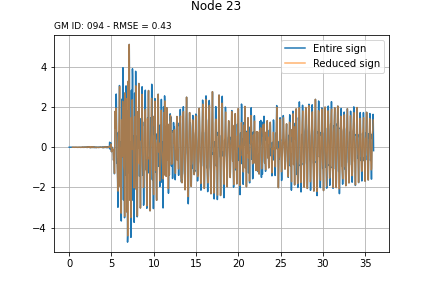 Node 23
GM ID: 094 - RMSE = 0.43
Entire sign
Reduced sign
4
2
0
−2
−4
0 5 10 15 20 25 30 35